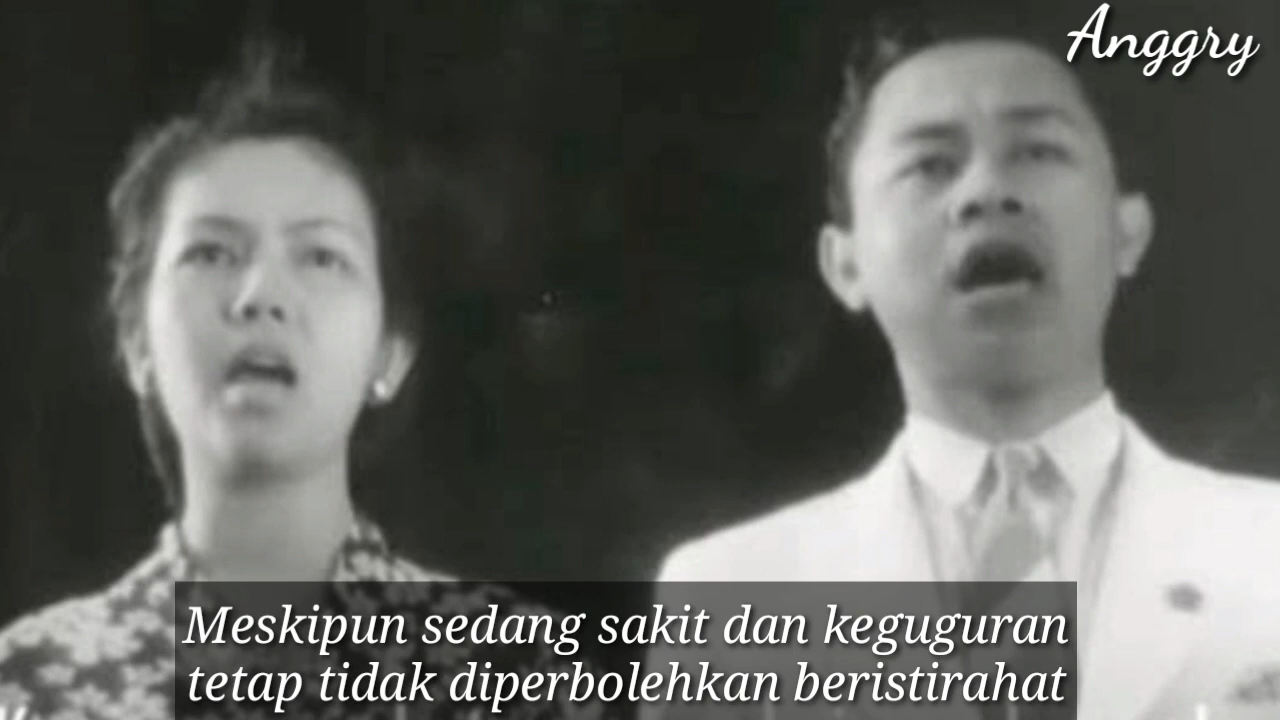 Anggry
Meskipun sedang sakit dan keguguran
tetap tidak diperbolehkan beristirahat